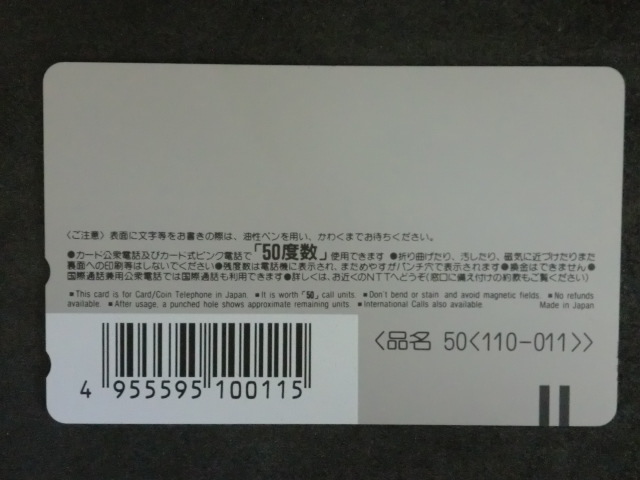 〈ご注意〉表面に文字等をお書きの際は、油性ペンを用い、かわくまでお待ちください。
●カード公衆電話及びカード式ピンク電話で「50度数」使用できます ●折り曲げたり、汚したり、磁気に近づけたりまた
裏面への印刷等はしないでください●残度数は電話機に表示され、まためやすがパンチ穴で表示されます ●換金はできません●
国際通話兼用公衆電話では国際通話も利用できます●詳しくは、お近くのNTTへどうぞ(窓口に備え付けの約款もご覧ください)
■ This card is for Card/Coin Telephone in Japan. ■ It is worth「50」call units. ■ Don't bend or stain and avoid magnetic fields. ■ No refunds
available. ■ After usage, a punched hole shows approximate remaining units. ■ International Calls also available. Made in Japan
〈品名 50〈110-011〉〉
4 955595 100115